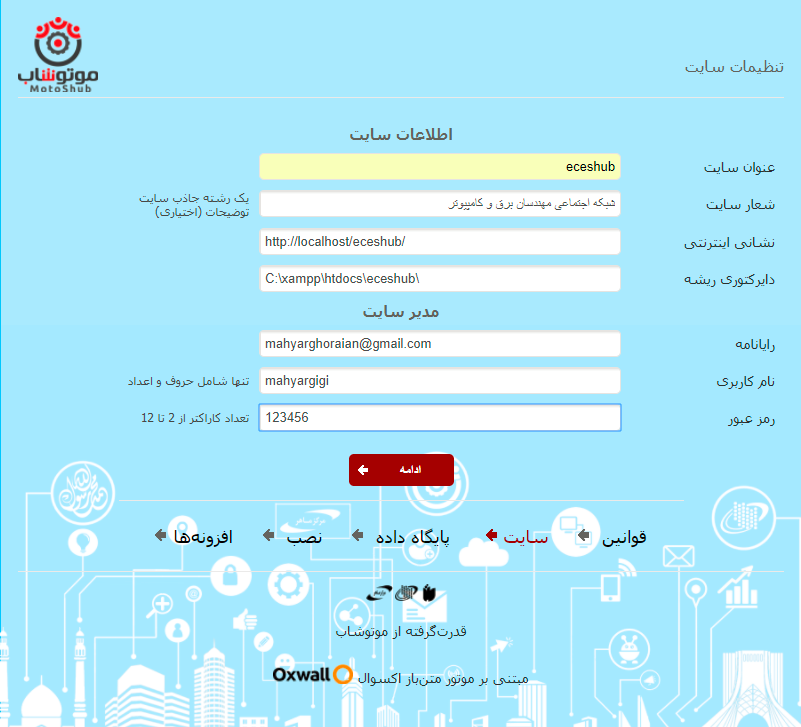 موتوشاب
MotoShub
تنظیمات سایت
اطلاعات سایت
عنوان سایت
eceshub
شعار سایت
شبکه اجتماعی مهندسان برق و کامپیوتر
یک رشته جاذب سایت
توضیحات (اختیاری)
نشانی اینترنتی
http://localhost/eceshub/
دایرکتوری ریشه
C:\xampp\htdocs\eceshub\
مدیر سایت
رایانامه
mahyarghoraian@gmail.com
نام کاربری
mahyargigi
تنها شامل حروف و اعداد
رمز عبور
123456
تعداد کاراکتر از 2 تا 12
ادامه
قوانین سایت پایگاه داده نصب افزونه‌ها
قدرت‌گرفته از موتوشاب
مبتنی بر موتور متن‌باز اکسوال Oxwall